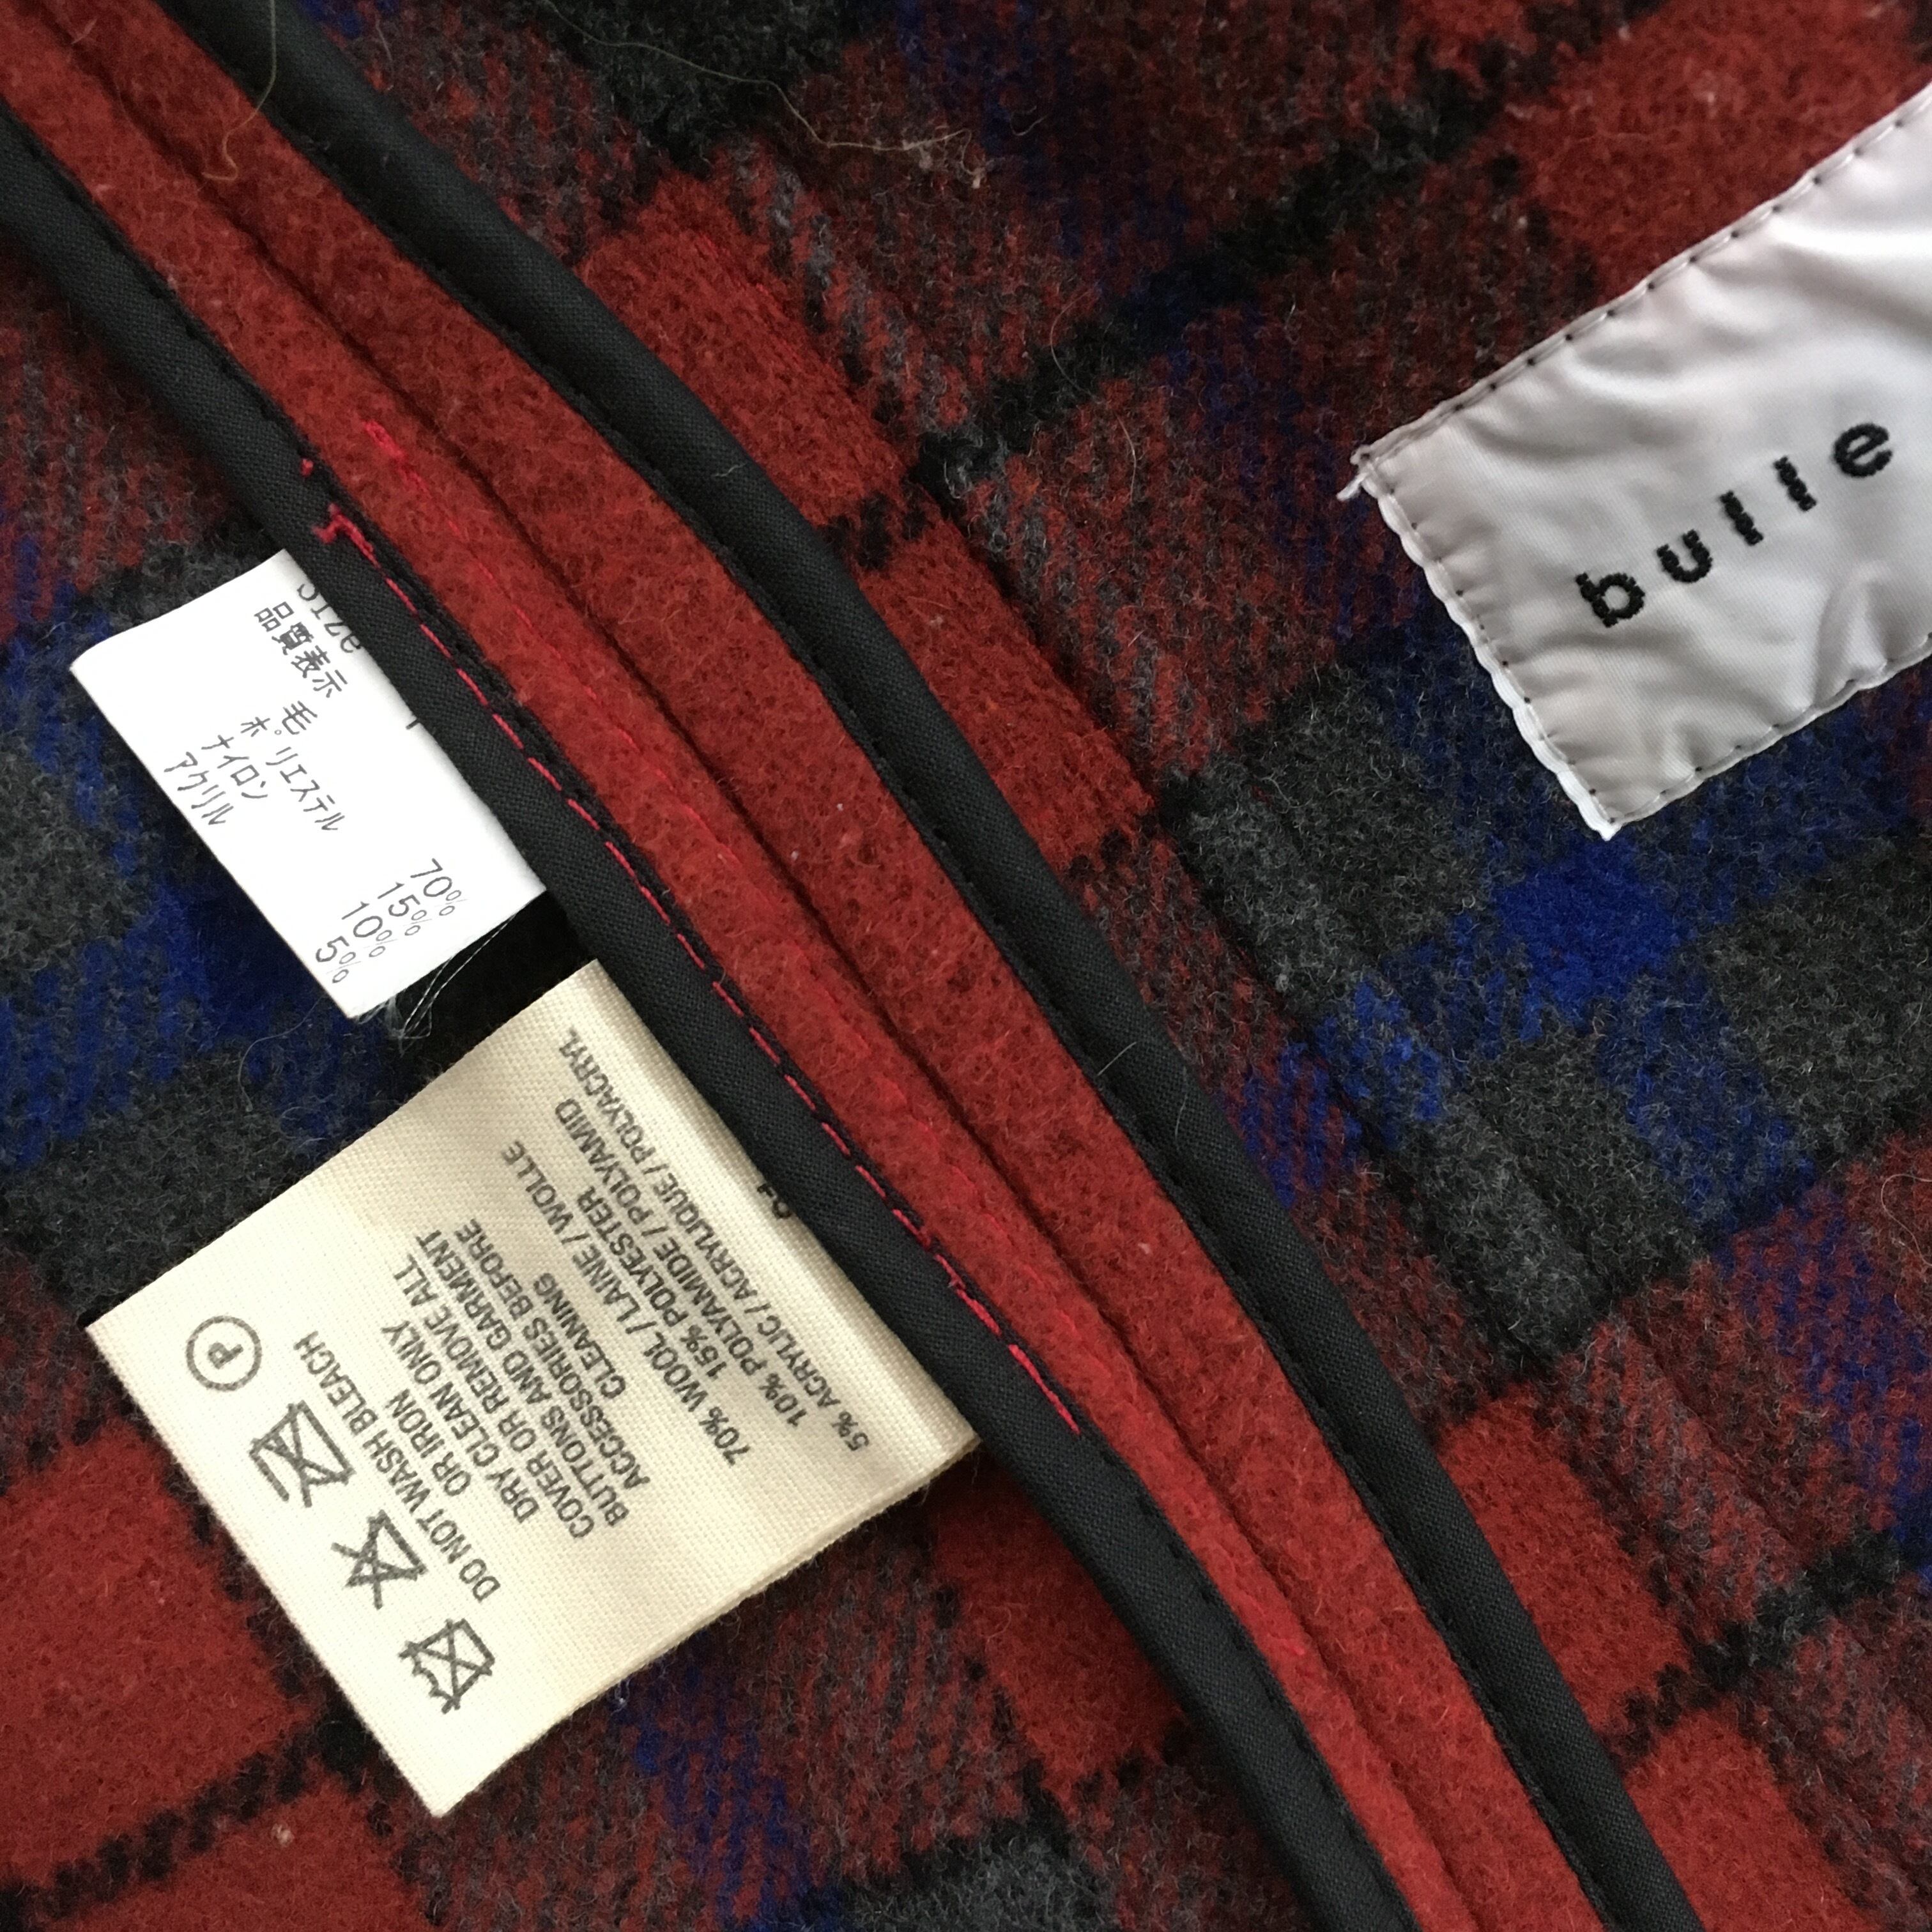 bulle
Size
品質表示
毛 70%
ポリエステル 15%
ナイロン 10%
アクリル 5%
70% WOOL / LAINE / WOLLE
15% POLYESTER
10% POLYAMIDE / POLYAMID
5% ACRYLIC / ACRYLIQUE / POLYACRYL
DO NOT WASH BLEACH
OR IRON
DRY CLEAN ONLY
COVER OR REMOVE ALL
BUTTONS AND GARMENT
ACCESSORIES BEFORE
CLEANING
P